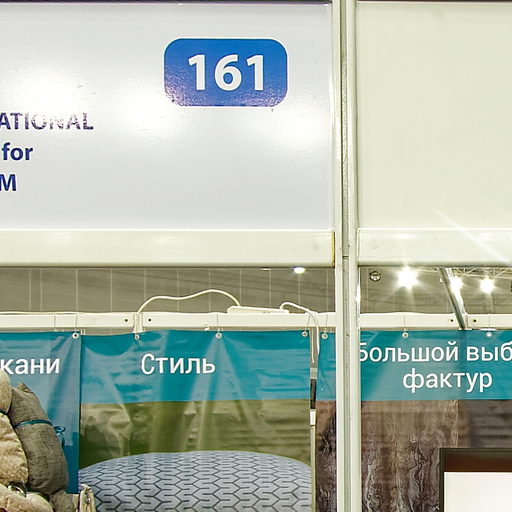 161
ATIONAL
for
M
кани
Стиль
Большой выб
фактур